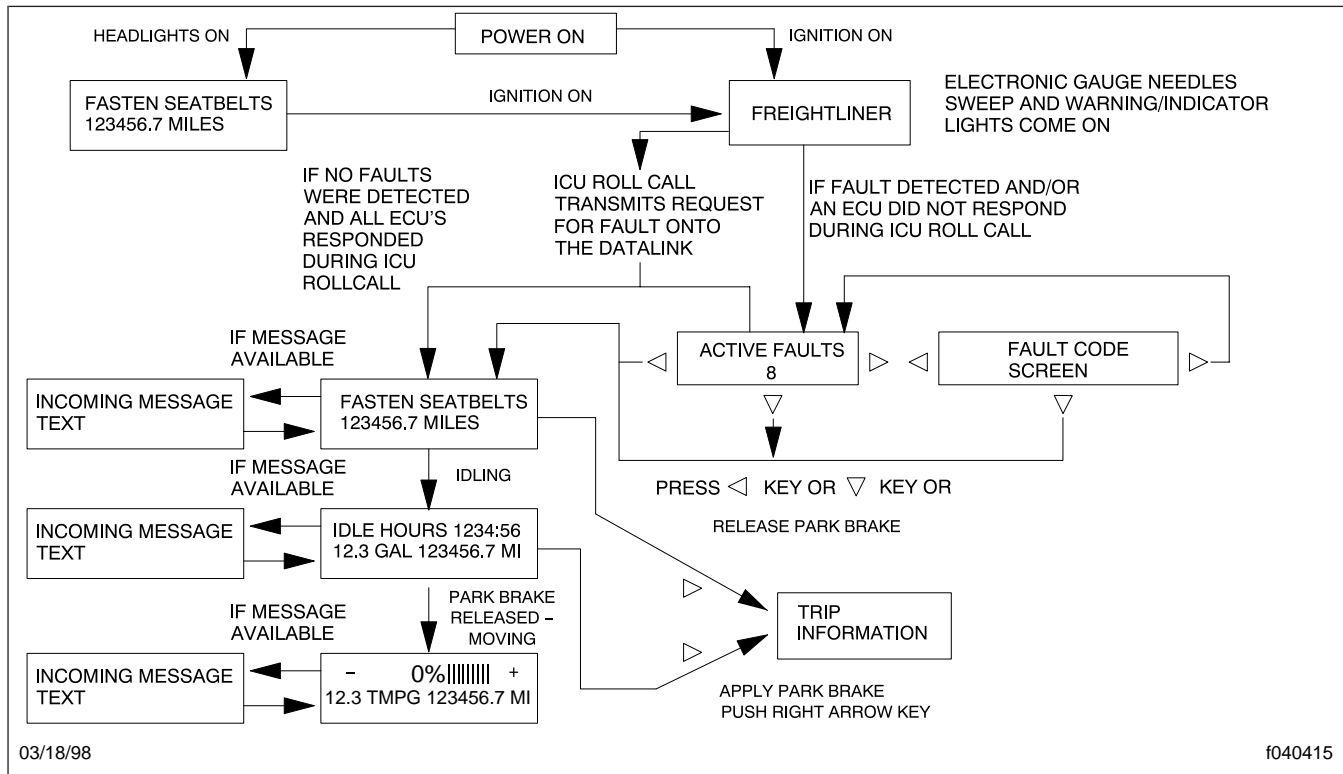 HEADLIGHTS ON
POWER ON
IGNITION ON
FASTEN SEATBELTS
123456.7 MILES
IGNITION ON
FREIGHTLINER
ELECTRONIC GAUGE NEEDLES
SWEEP AND WARNING/INDICATOR
LIGHTS COME ON
IF NO FAULTS
WERE DETECTED
AND ALL ECU'S
RESPONDED
DURING ICU
ROLLCALL
ICU ROLL CALL
TRANSMITS REQUEST
FOR FAULT ONTO
THE DATALINK
IF FAULT DETECTED AND/OR
AN ECU DID NOT RESPOND
DURING ICU ROLL CALL
IF MESSAGE
AVAILABLE
ACTIVE FAULTS
8
FAULT CODE
SCREEN
INCOMING MESSAGE
TEXT
FASTEN SEATBELTS
123456.7 MILES
IF MESSAGE
AVAILABLE
IDLING
PRESS ◁ KEY OR ▽ KEY OR
RELEASE PARK BRAKE
INCOMING MESSAGE
TEXT
IDLE HOURS 1234:56
12.3 GAL 123456.7 MI
IF MESSAGE
AVAILABLE
PARK BRAKE
RELEASED –
MOVING
TRIP
INFORMATION
INCOMING MESSAGE
TEXT
– 0%||||||||| +
12.3 TMPG 123456.7 MI
APPLY PARK BRAKE
PUSH RIGHT ARROW KEY
03/18/98
f040415